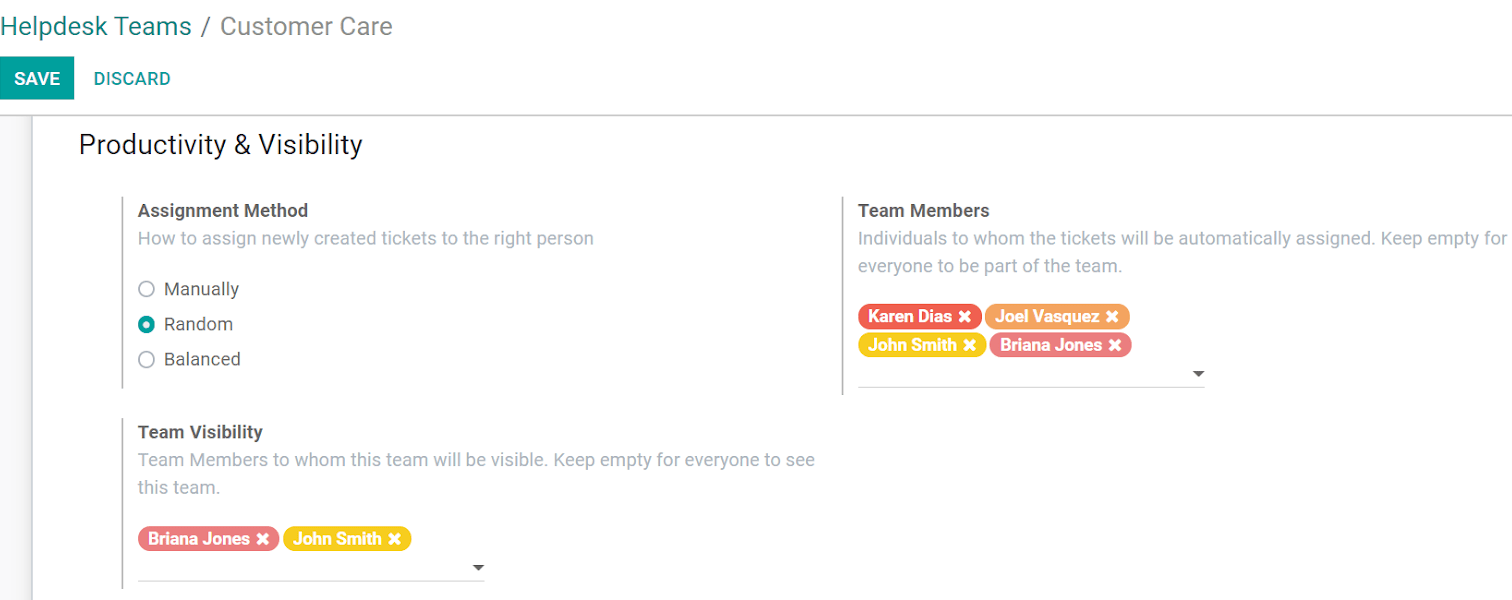 Helpdesk Teams / Customer Care
SAVE DISCARD
Productivity & Visibility
Assignment Method
How to assign newly created tickets to the right person
Manually
Random
Balanced
Team Members
Individuals to whom the tickets will be automatically assigned. Keep empty for
everyone to be part of the team.
Karen Dias ✖ Joel Vasquez ✖
John Smith ✖ Briana Jones ✖
Team Visibility
Team Members to whom this team will be visible. Keep empty for everyone to see
this team.
Briana Jones ✖ John Smith ✖